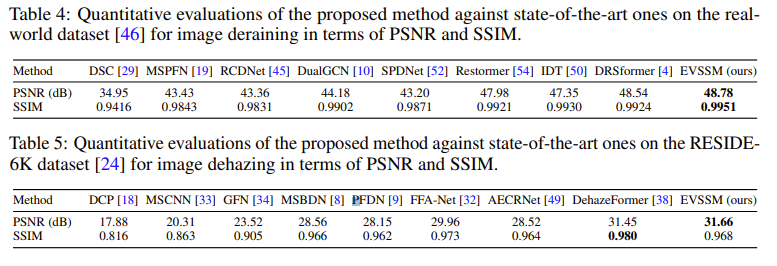 Table 4: Quantitative evaluations of the proposed method against state-of-the-art ones on the real-
world dataset [46] for image deraining in terms of PSNR and SSIM.
Method DSC [29] MSPFN [19] RCDNet [45] DualGCN [10] SPDNet [52] Restormer [54] IDT [50] DRSformer [4] EVSSM (ours)
PSNR (dB) 34.95 43.43 43.36 44.18 43.20 47.98 47.35 48.54 48.78
SSIM 0.9416 0.9843 0.9831 0.9902 0.9871 0.9921 0.9930 0.9924 0.9951
Table 5: Quantitative evaluations of the proposed method against state-of-the-art ones on the RESIDE-
6K dataset [24] for image dehazing in terms of PSNR and SSIM.
Method DCP [18] MSCNN [33] GFN [34] MSBDN [8] PFDN [9] FFA-Net [32] AECRNet [49] DehazeFormer [38] EVSSM (ours)
PSNR (dB) 17.88 20.31 23.52 28.56 28.15 29.96 28.52 31.45 31.66
SSIM 0.816 0.863 0.905 0.966 0.962 0.973 0.964 0.980 0.968